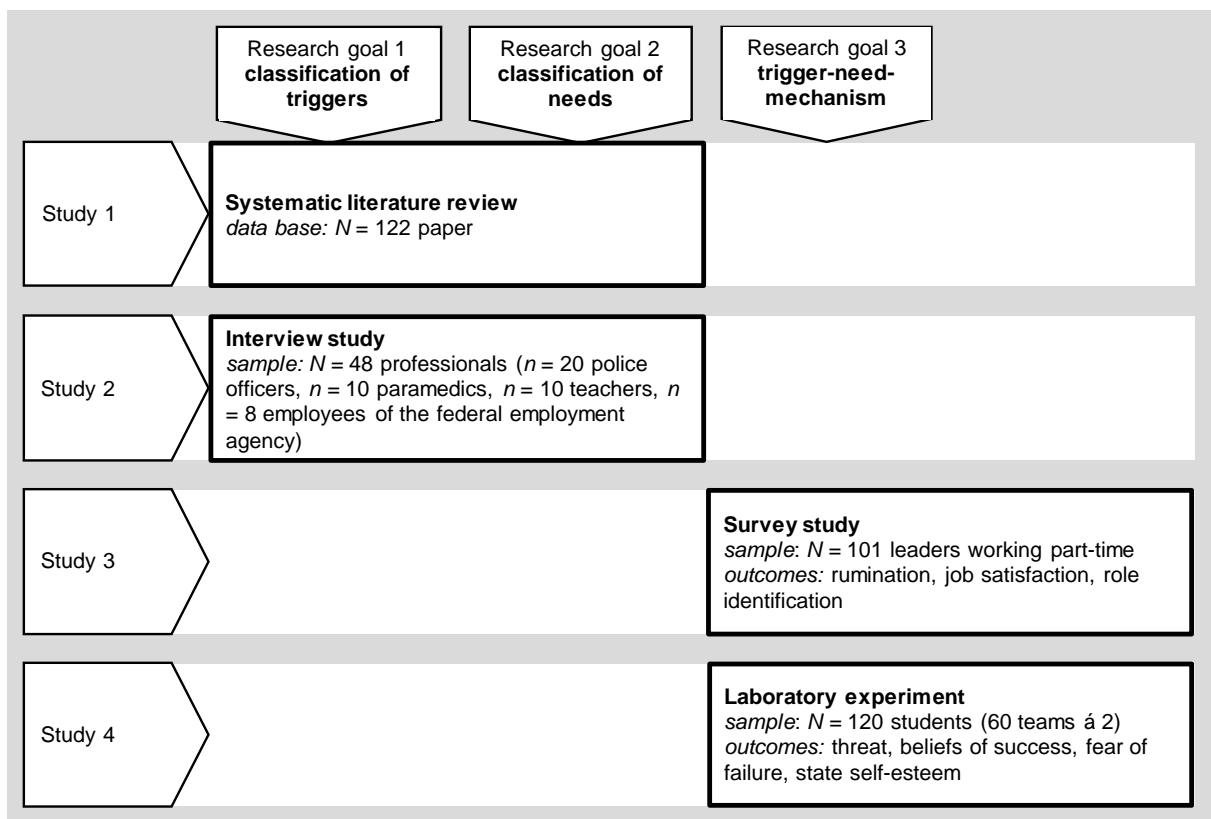 Research goal 1
classification of
triggers
Research goal 2
classification of
needs
Research goal 3
trigger-need-
mechanism
Study 1
Systematic literature review
data base: N = 122 paper
Study 2
Interview study
sample: N = 48 professionals (n = 20 police
officers, n = 10 paramedics, n = 10 teachers, n
= 8 employees of the federal employment
agency)
Study 3
Survey study
sample: N = 101 leaders working part-time
outcomes: rumination, job satisfaction, role
identification
Study 4
Laboratory experiment
sample: N = 120 students (60 teams á 2)
outcomes: threat, beliefs of success, fear of
failure, state self-esteem